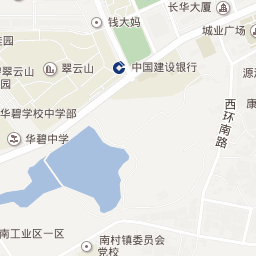 长华大厦
钱大妈
城业广场
桂园
翠云山
翠云山
园
中国建设银行
源
华碧学校中学部
西环南路
康
华碧中学
南工业区一区
南村镇委员会
党校